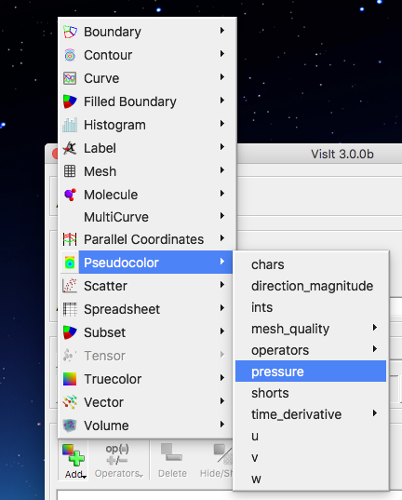 Boundary
Contour
Curve
Filled Boundary
Histogram
Label
Mesh
Molecule
MultiCurve
Parallel Coordinates
Pseudocolor
Scatter
Spreadsheet
Subset
Tensor
Truecolor
Vector
Volume
VisIt 3.0.0b
chars
direction_magnitude
ints
mesh_quality
operators
pressure
shorts
time_derivative
u
v
w
op(=)
Add
Operators
Delete
Hide/Sh